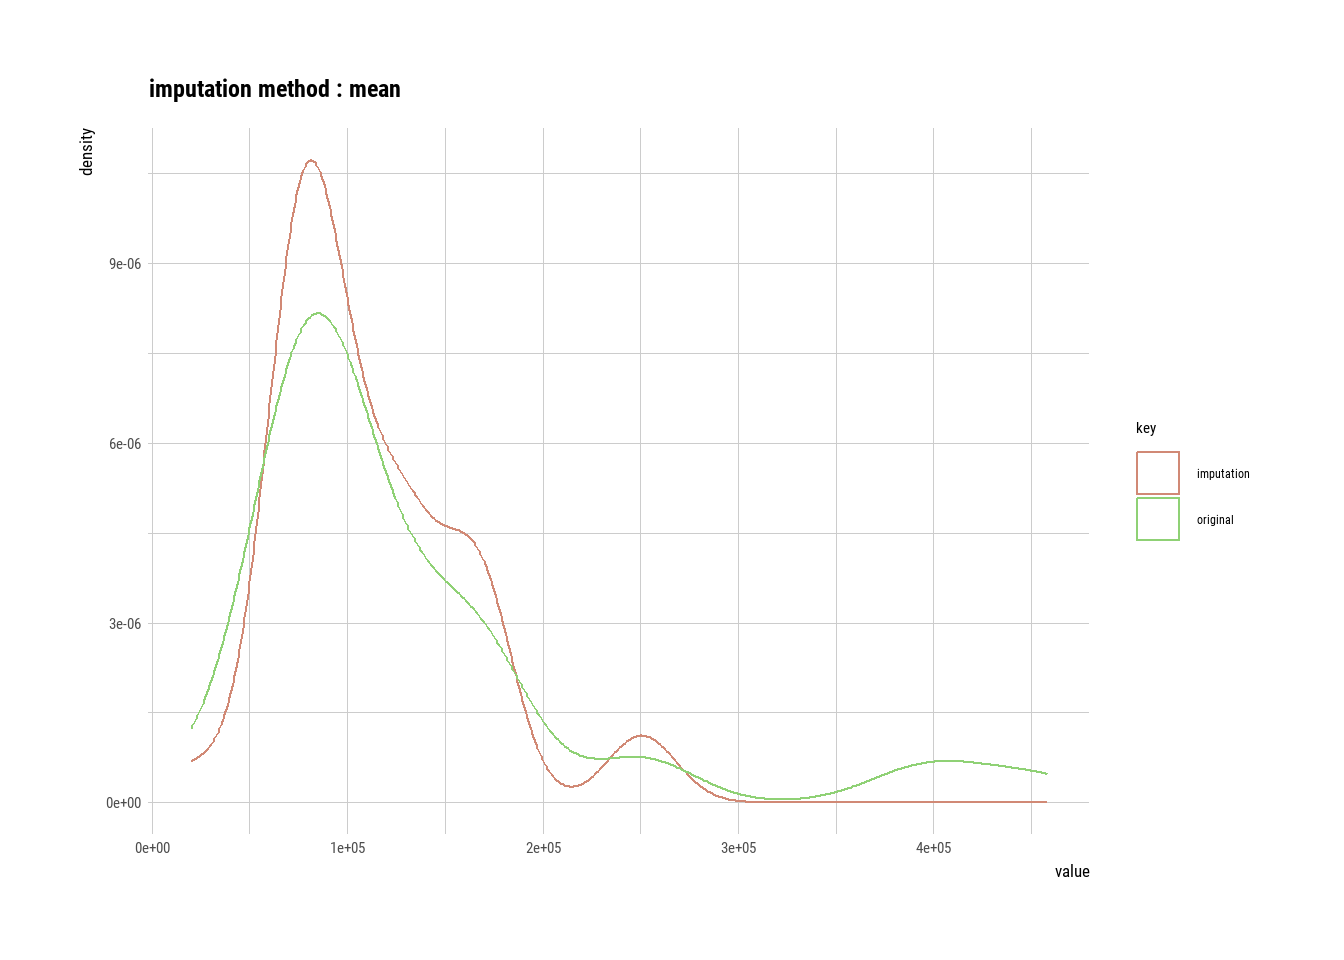 imputation method : mean
density
9e-06
6e-06
3e-06
0e+00
0e+00 1e+05 2e+05 3e+05 4e+05
value
key
imputation
original